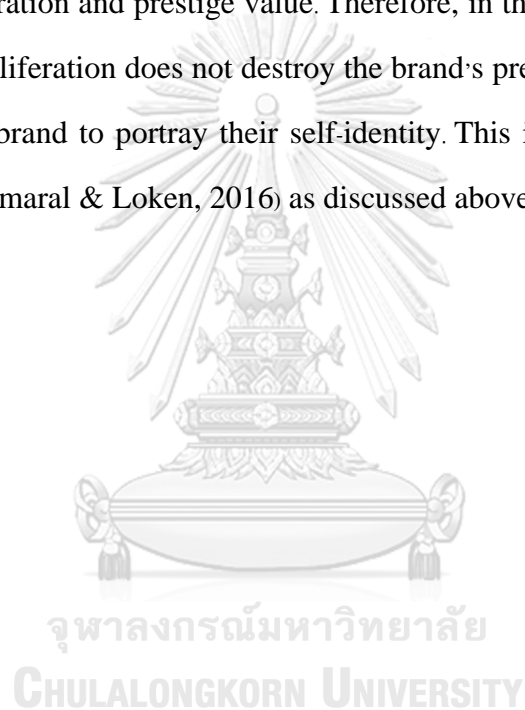 ration and prestige value. Therefore, in th
liferation does not destroy the brand's pre
brand to portray their self-identity. This i
maral & Loken, 2016) as discussed above
จุฬาลงกรณ์มหาวิทยาลัย
CHULALONGKORN UNIVERSITY